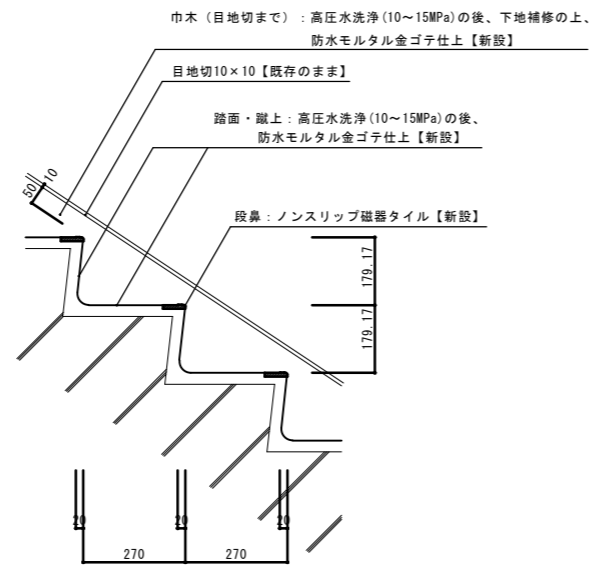 巾木（目地切まで）：高圧水洗浄(10～15MPa)の後、下地補修の上、
防水モルタル金ゴテ仕上【新設】
目地切10×10【既存のまま】
踏面・蹴上：高圧水洗浄(10～15MPa)の後、
防水モルタル金ゴテ仕上【新設】
10
50
段鼻：ノンスリップ磁器タイル【新設】
179.17
179.17
20
20
20
270
270